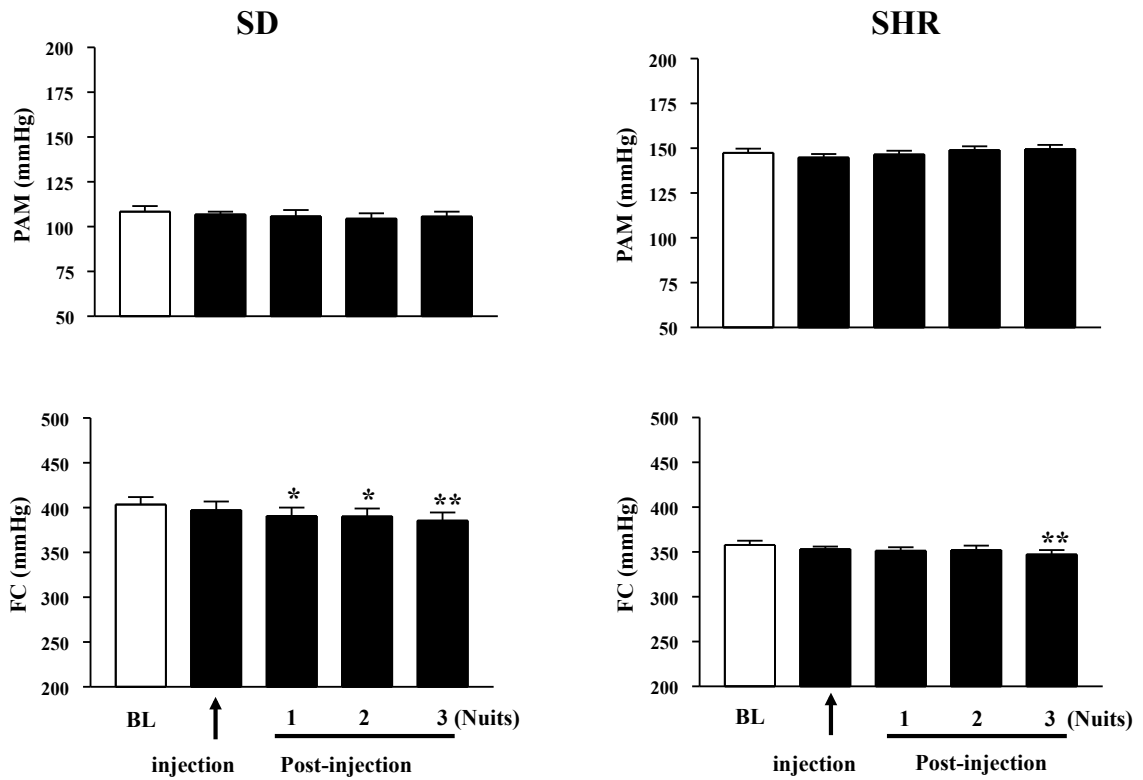 SD
200
175
150
125
100
75
50
PAM (mmHg)
SHR
200
175
150
125
100
75
50
PAM (mmHg)
500
450
400
350
300
250
200
FC (mmHg)
* * **
BL 1 2 3 (Nuits)
injection Post-injection
500
450
400
350
300
250
200
FC (mmHg)
**
BL 1 2 3 (Nuits)
injection Post-injection